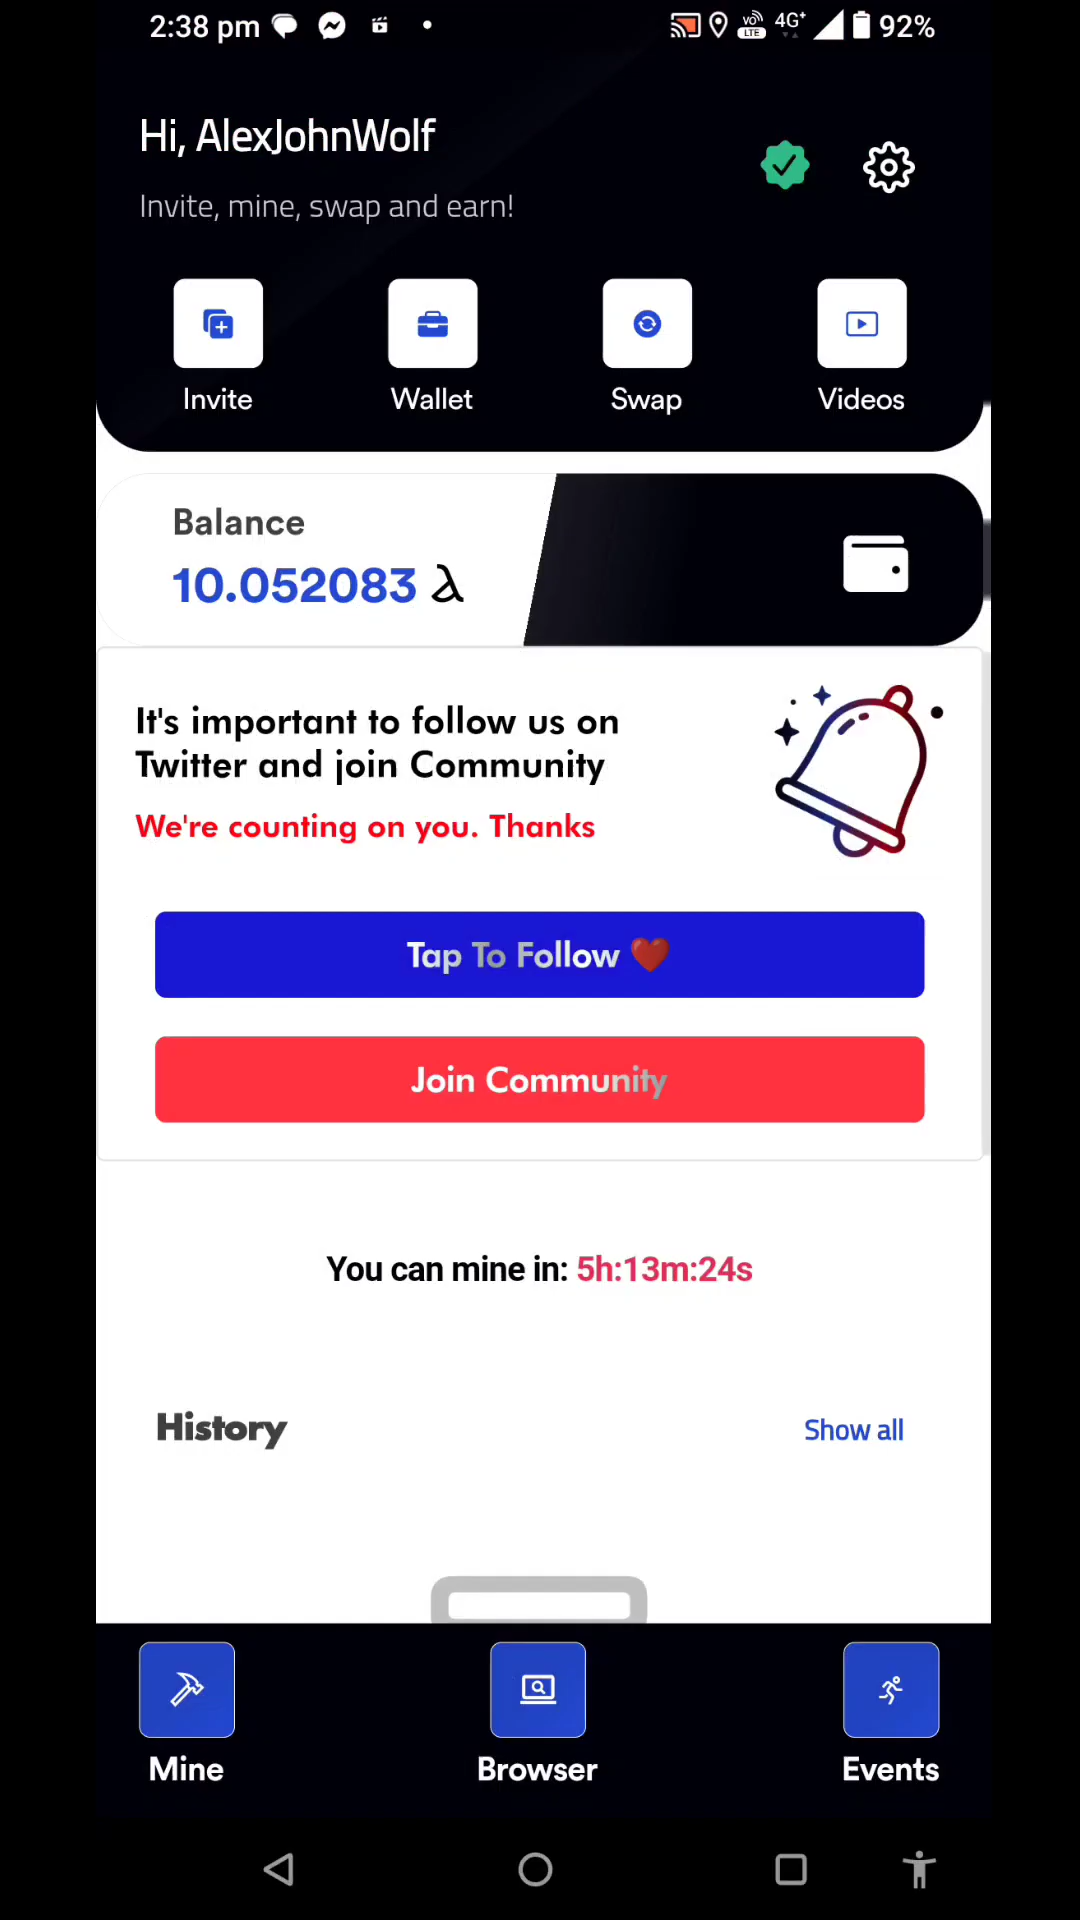 2:38 pm
VO LTE 4G+ 92%
Hi, AlexJohnWolf
Invite, mine, swap and earn!
Invite Wallet Swap Videos
Balance
10.052083 λ
It's important to follow us on
Twitter and join Community
We're counting on you. Thanks
Tap To Follow ❤️
Join Community
You can mine in: 5h:13m:24s
History Show all
Mine Browser Events